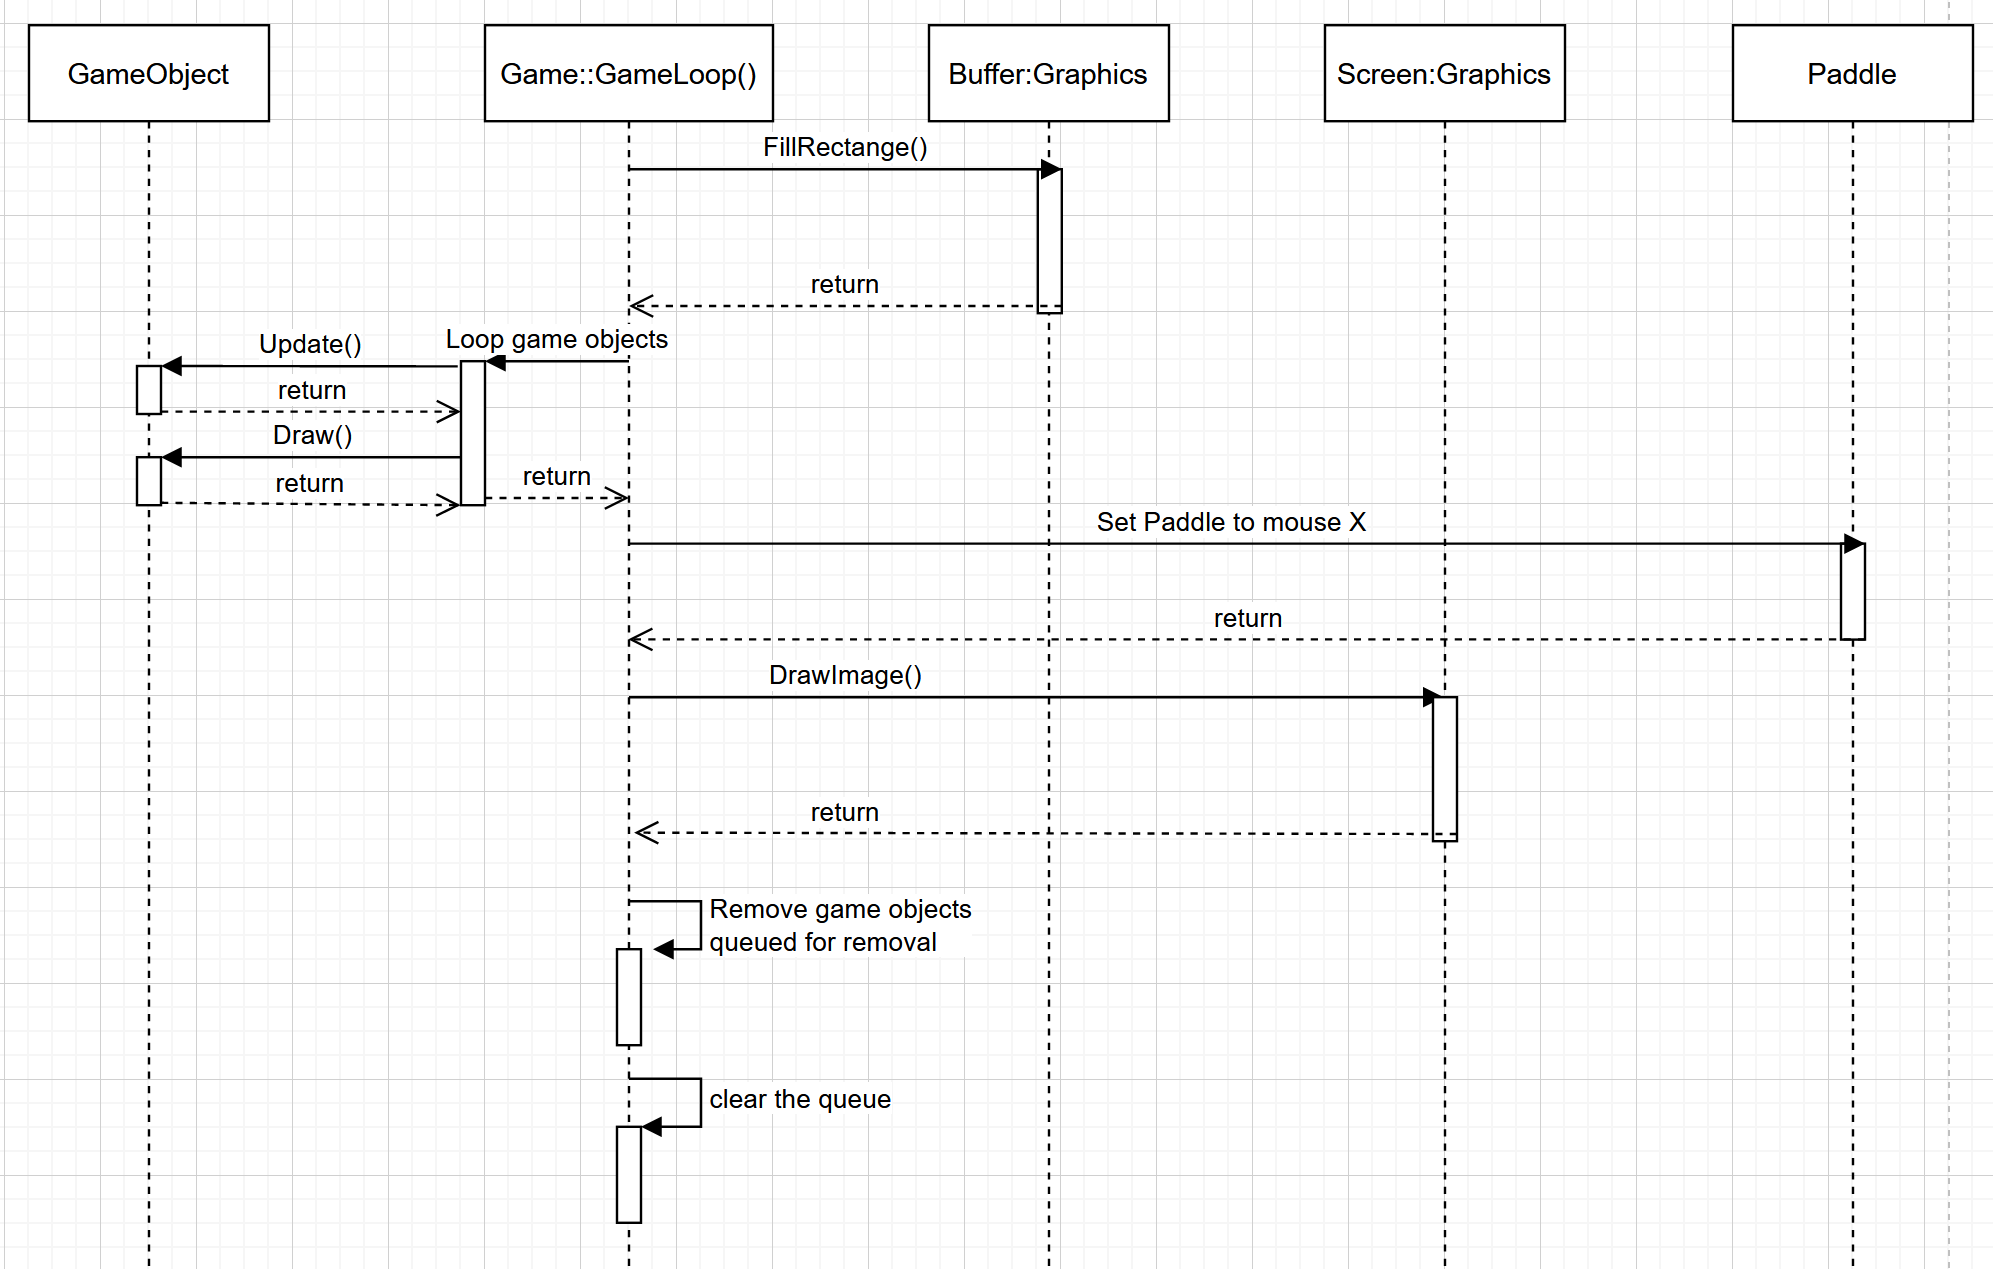 GameObject
Game::GameLoop()
Buffer:Graphics
Screen:Graphics
Paddle
FillRectange()
return
Loop game objects
Update()
return
Draw()
return
return
Set Paddle to mouse X
return
DrawImage()
return
Remove game objects
queued for removal
clear the queue